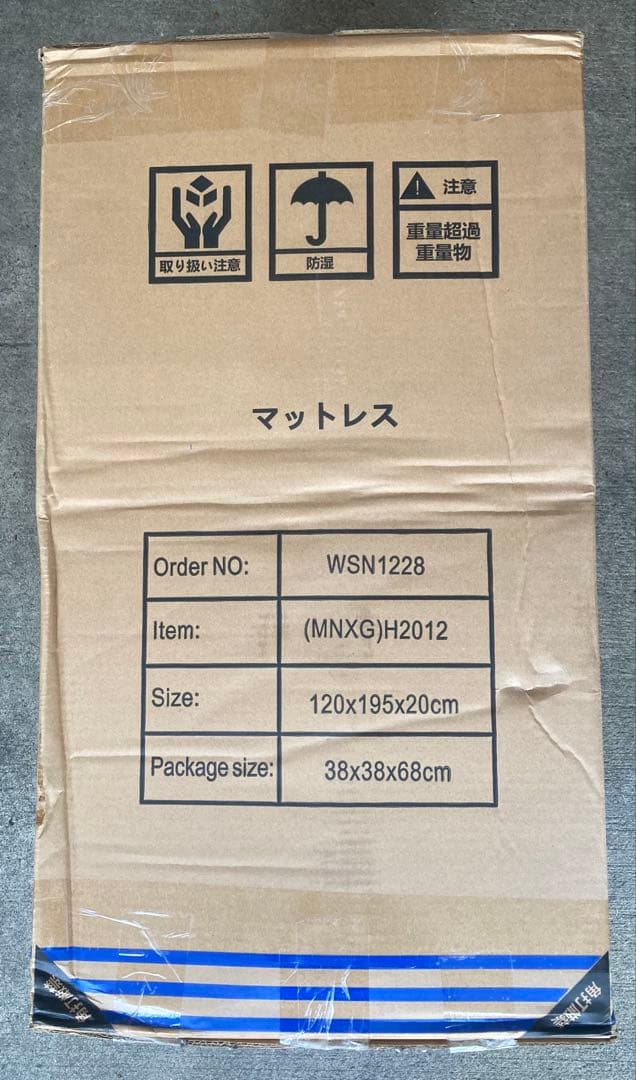 取り扱い注意
防湿
注意
重量超過
重量物
マットレス
Order NO: WSN1228
Item: (MNXG)H2012
Size: 120x195x20cm
Package size: 38x38x68cm